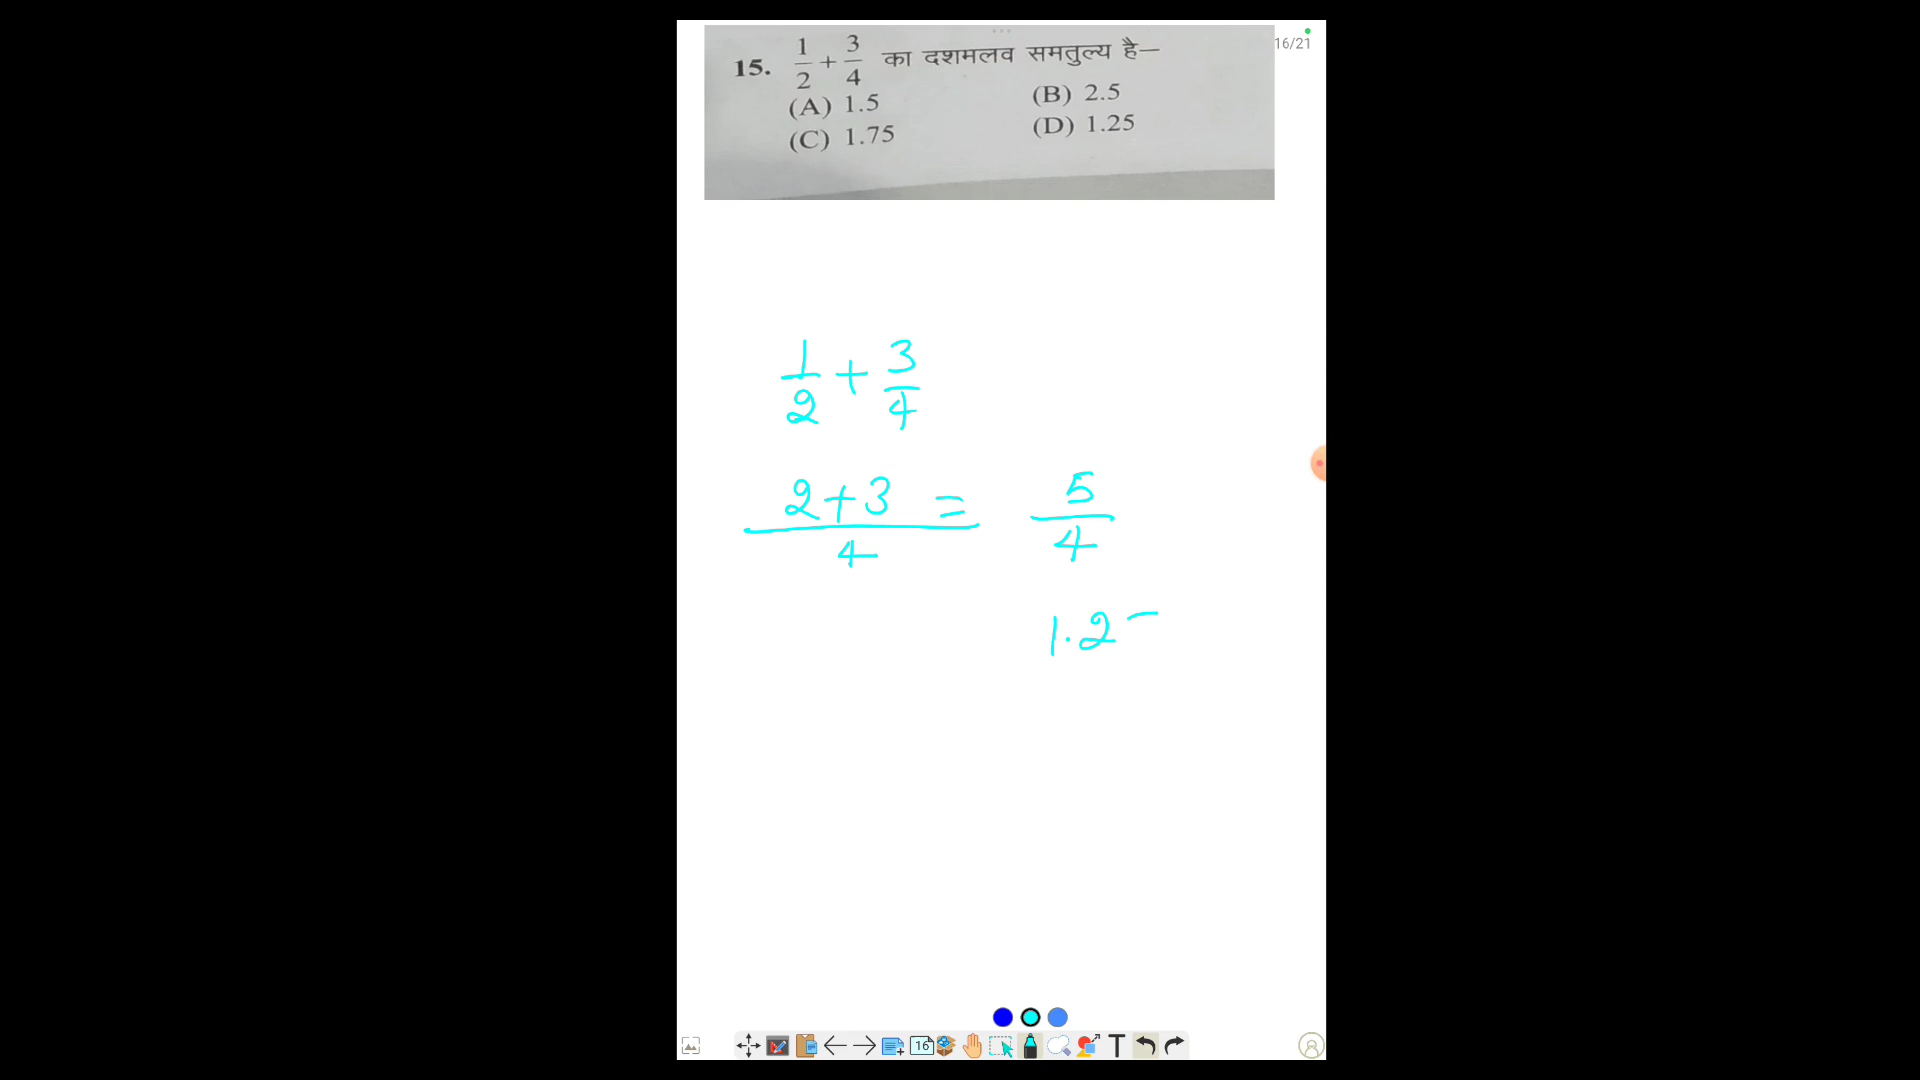 16/21
15. 1/2 + 3/4 का दशमलव समतुल्य है—
(A) 1.5 (B) 2.5
(C) 1.75 (D) 1.25
1/2 + 3/4
2+3/4 = 5/4
1.2
16 T